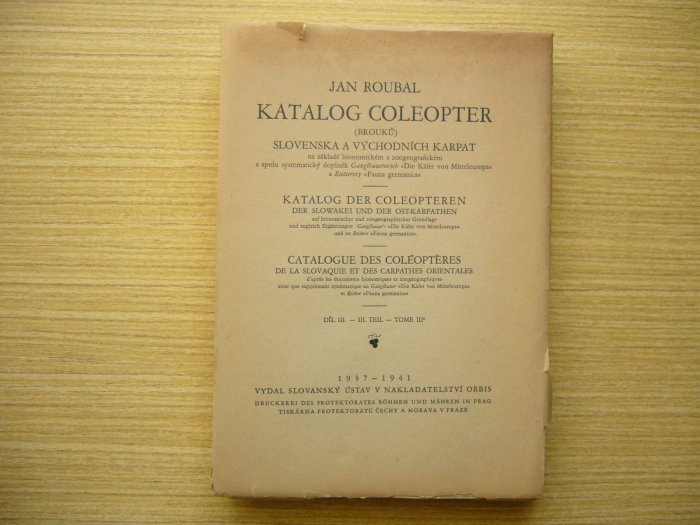 JAN ROUBAL
KATALOG COLEOPTER
(BROUKŮ)
SLOVENSKA A VÝCHODNÍCH KARPAT
na základě bionomickém a zoogeografickém
a spolu systematický doplněk Ganglbauerových »Die Käfer von Mitteleuropa«
a Reitterovy »Fauna germanica«
KATALOG DER COLEOPTEREN
DER SLOWAKEI UND DER OST-KARPATHEN
auf bionomischer und zoogeographischer Grundlage
und zugleich Ergänzungen Ganglbauer's »Die Käfer von Mitteleuropa«
und zu Reitter »Fauna germanica«.
CATALOGUE DES COLÉOPTÈRES
DE LA SLOVAQUIE ET DES CARPATHES ORIENTALES
d'après les documents bionomiques et zoogéographiques
ainsi que supplément systématique au Ganglbauer »Die Käfer von Mitteleuropa«
et Reitter »Fauna germanica«
DÍL III. — III. TEIL — TOME IIIe
1937—1941
VYDAL SLOVANSKÝ ÚSTAV V NAKLADATELSTVÍ ORBIS
DRUCKEREI DES PROTEKTORATES BÖHMEN UND MÄHREN IN PRAG
TISKÁRNA PROTEKTORÁTU ČECHY A MORAVA V PRAZE